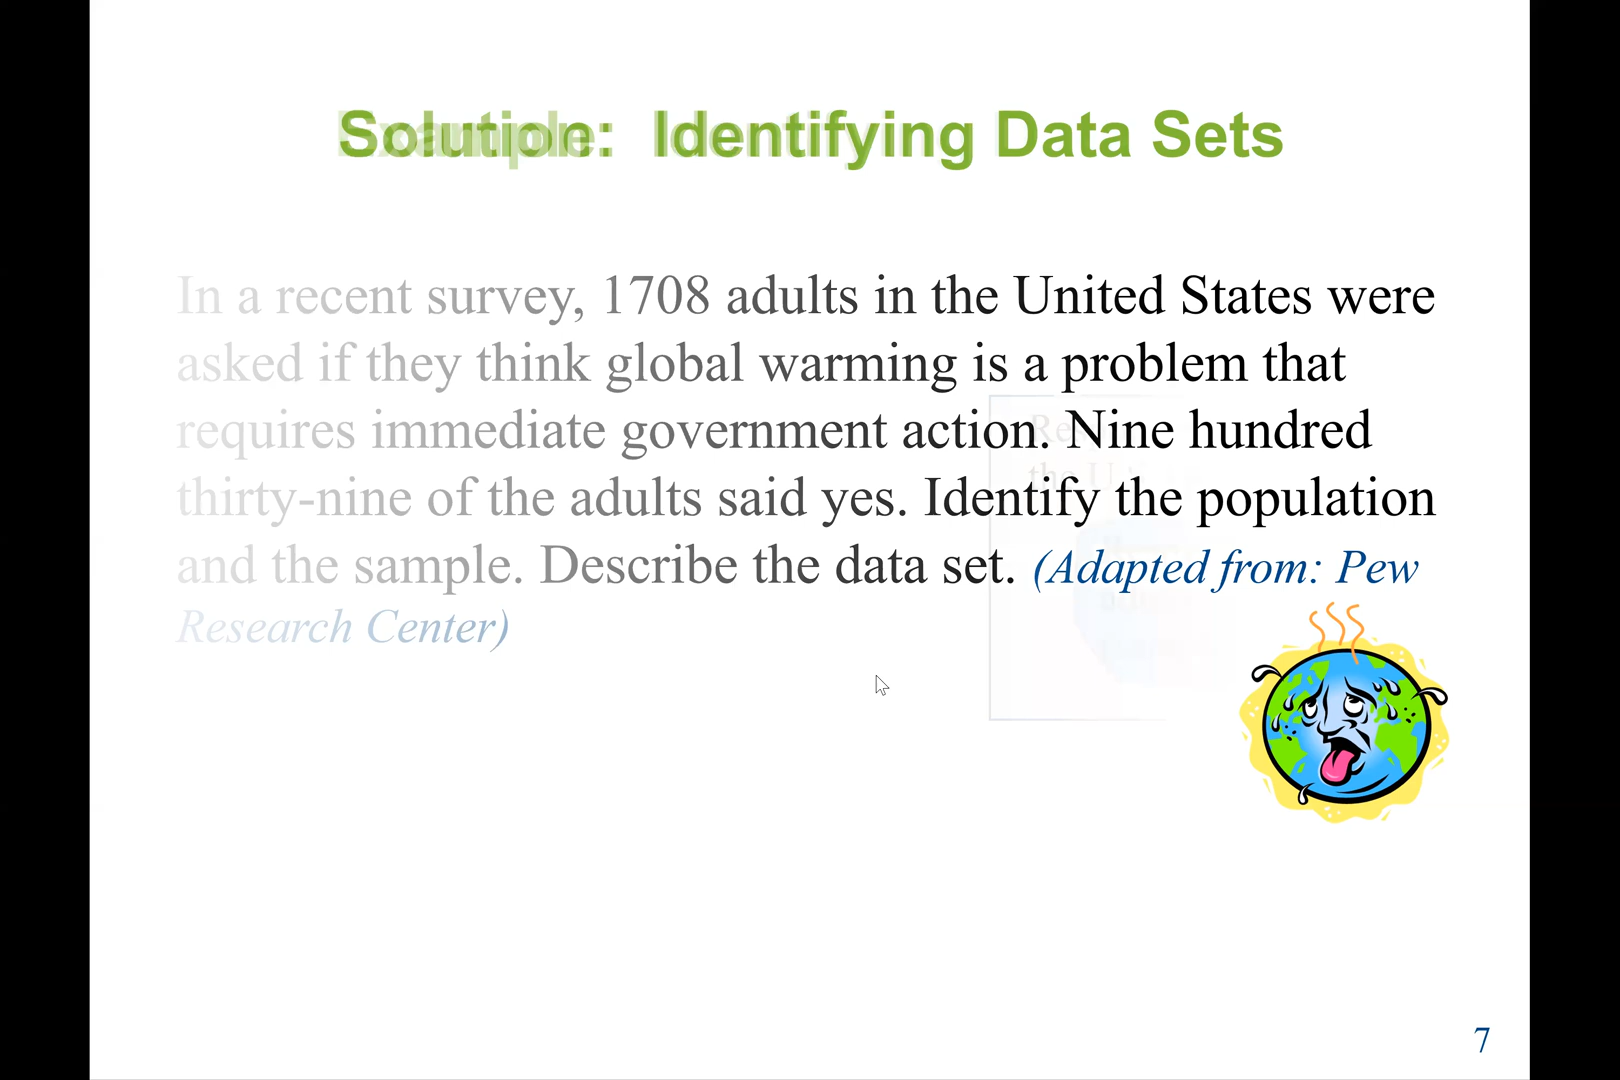 Solution: Identifying Data Sets
In a recent survey, 1708 adults in the United States were
asked if they think global warming is a problem that
requires immediate government action. Nine hundred
thirty-nine of the adults said yes. Identify the population
and the sample. Describe the data set. (Adapted from: Pew
Research Center)
7